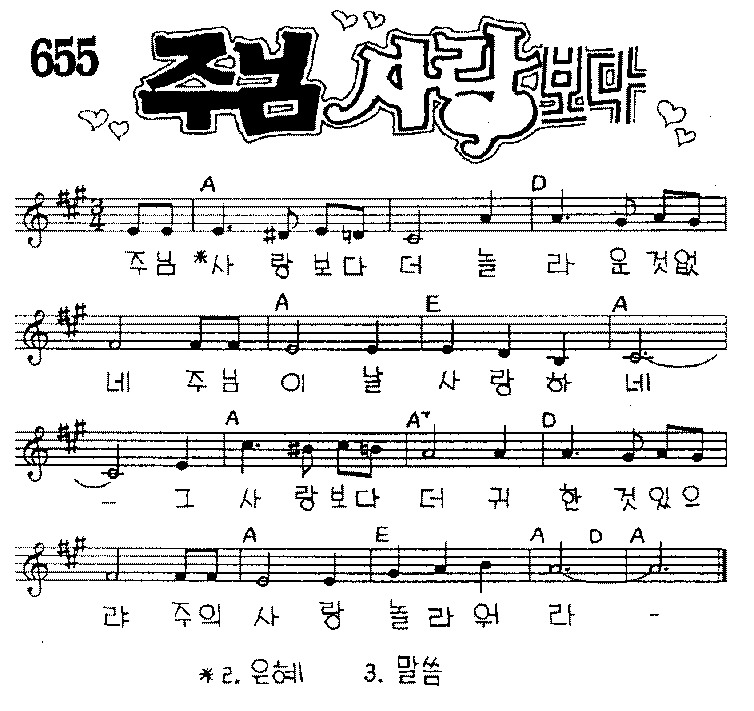 655 주님 사랑보다
A D
3/4
주님 *사 랑 보 다 더 놀 라 운 것 없
A E A
네 주 님 이 날 사 랑 하 네
A A7 D
- 그 사 랑 보 다 더 귀 한 것 있 으
A E A D A
랴 주 의 사 랑 놀 라 워 라 -
*2. 은혜 3. 말씀